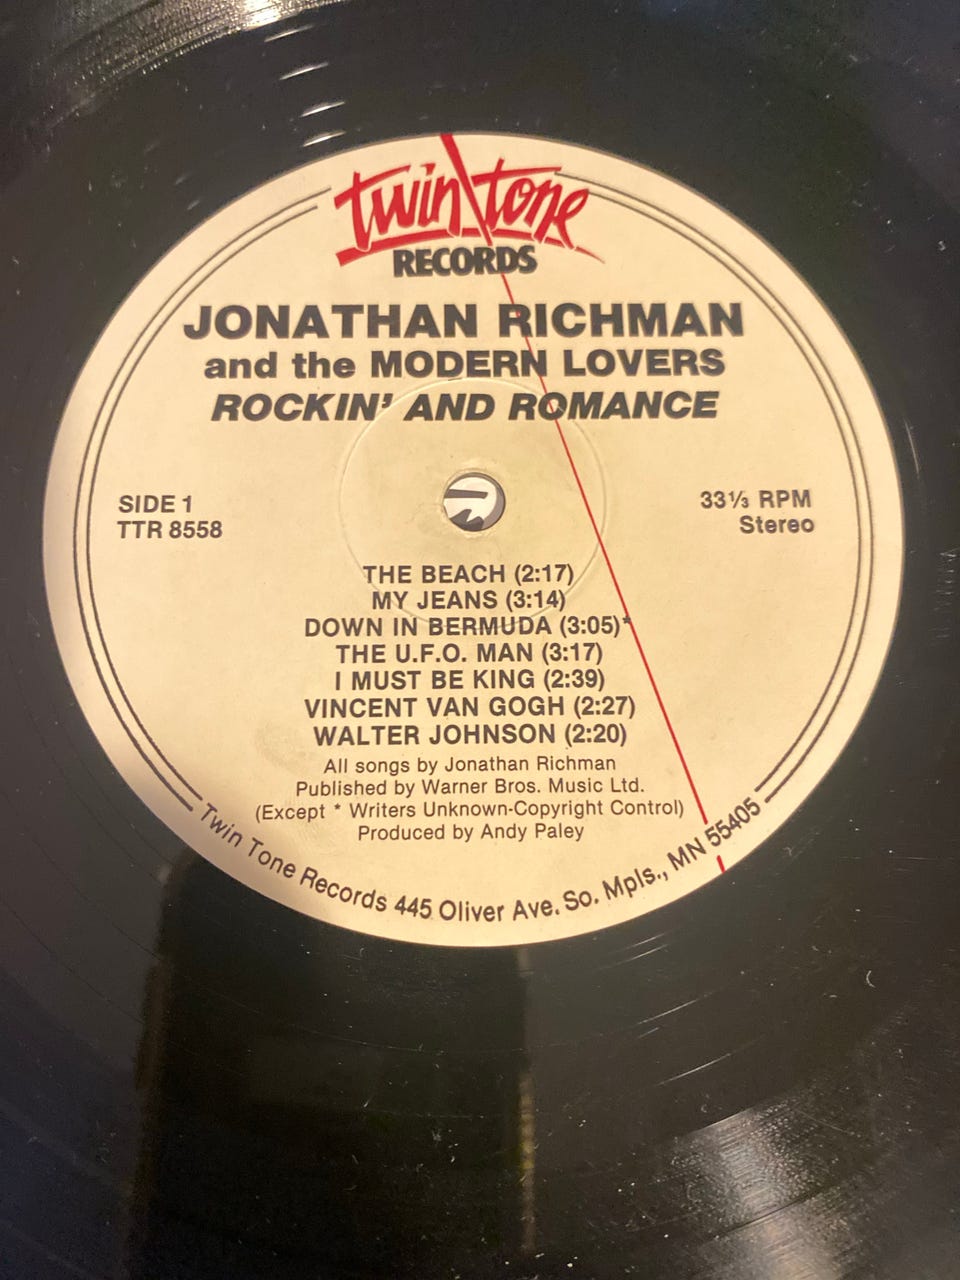 twin\tone
RECORDS
JONATHAN RICHMAN
and the MODERN LOVERS
ROCKIN' AND ROMANCE
SIDE 1
TTR 8558
33⅓ RPM
Stereo
THE BEACH (2:17)
MY JEANS (3:14)
DOWN IN BERMUDA (3:05)*
THE U.F.O. MAN (3:17)
I MUST BE KING (2:39)
VINCENT VAN GOGH (2:27)
WALTER JOHNSON (2:20)
All songs by Jonathan Richman
Published by Warner Bros. Music Ltd.
(Except * Writers Unknown-Copyright Control)
Produced by Andy Paley
Twin Tone Records 445 Oliver Ave. So. Mpls., MN 55405